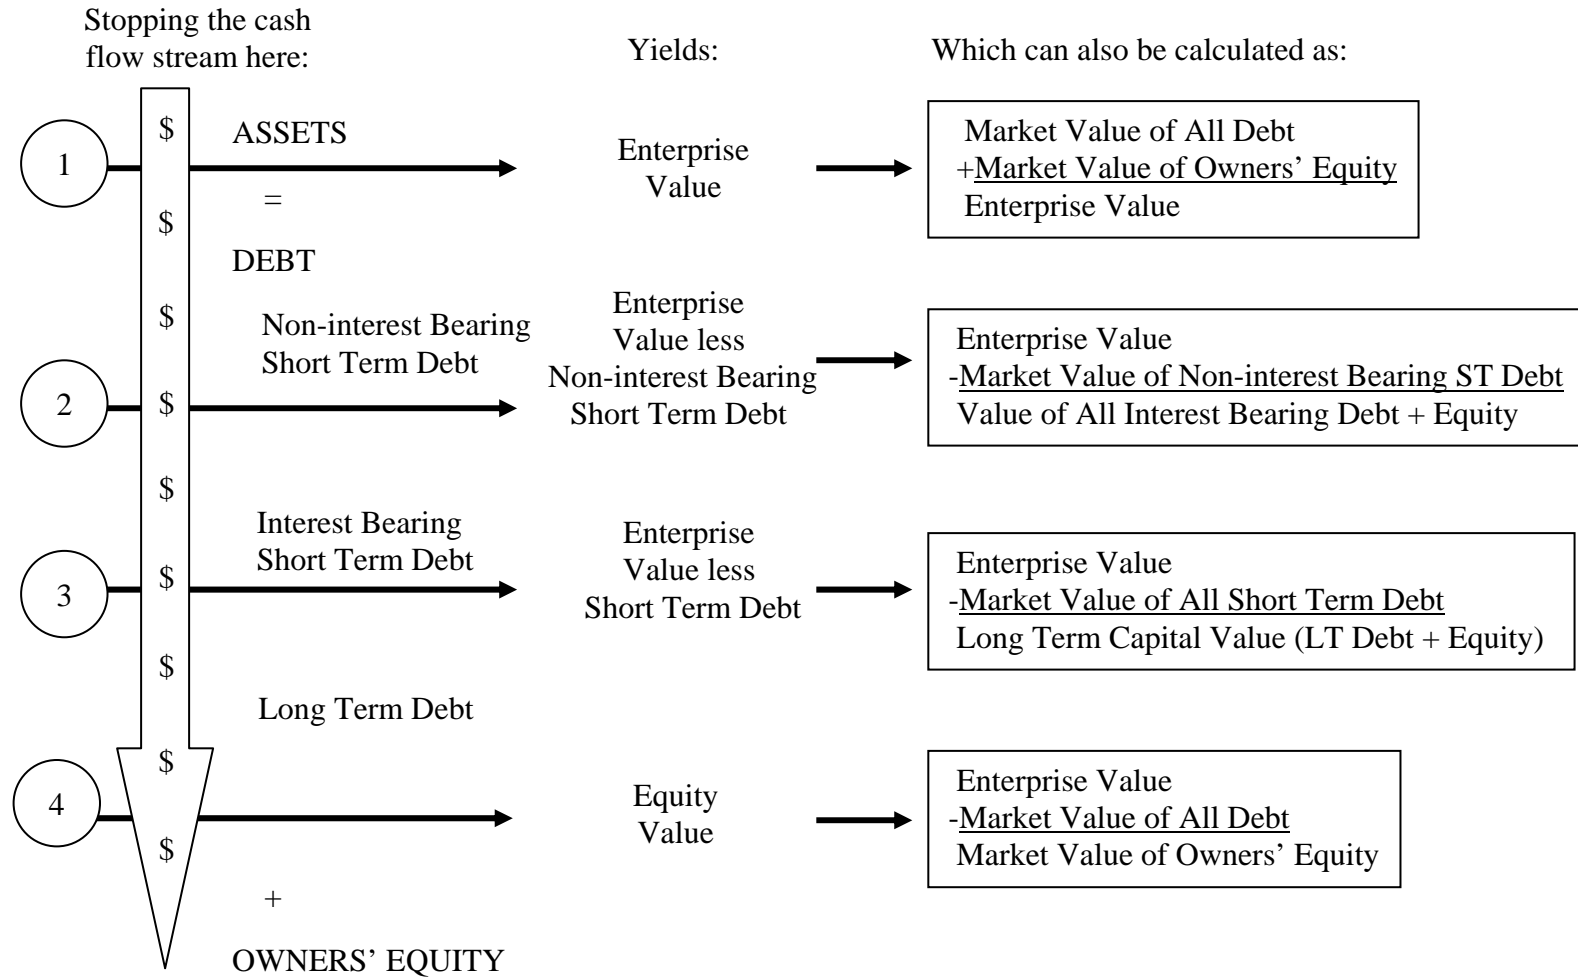 Stopping the cash
flow stream here:
Yields:
Which can also be calculated as:
1
$
ASSETS
Enterprise
Value
Market Value of All Debt
+Market Value of Owners’ Equity
Enterprise Value
=
$
DEBT
2
$
Non-interest Bearing
Short Term Debt
$
Enterprise
Value less
Non-interest Bearing
Short Term Debt
Enterprise Value
-Market Value of Non-interest Bearing ST Debt
Value of All Interest Bearing Debt + Equity
3
$
Interest Bearing
Short Term Debt
$
Enterprise
Value less
Short Term Debt
Enterprise Value
-Market Value of All Short Term Debt
Long Term Capital Value (LT Debt + Equity)
$
Long Term Debt
4
$
Equity
Value
Enterprise Value
-Market Value of All Debt
Market Value of Owners’ Equity
$
+
OWNERS’ EQUITY